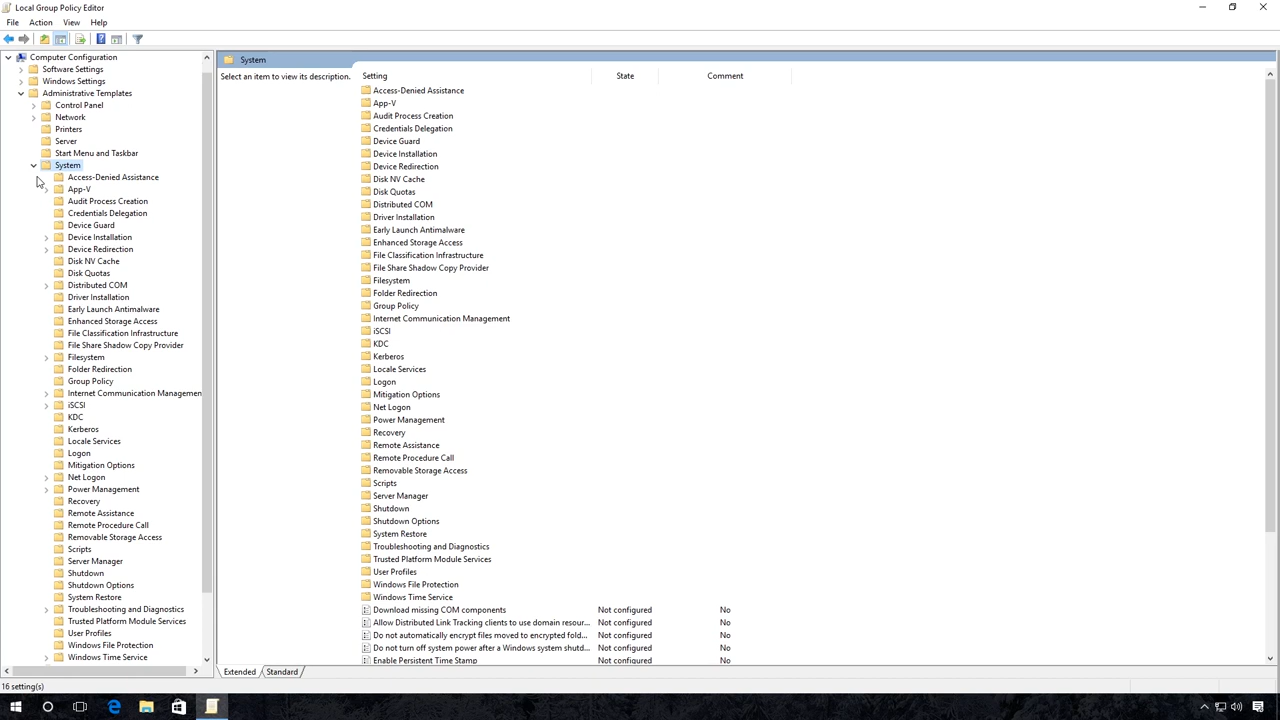 Local Group Policy Editor
File Action View Help
Computer Configuration
Software Settings
Windows Settings
Administrative Templates
Control Panel
Network
Printers
Server
Start Menu and Taskbar
System
Access-Denied Assistance
App-V
Audit Process Creation
Credentials Delegation
Device Guard
Device Installation
Device Redirection
Disk NV Cache
Disk Quotas
Distributed COM
Driver Installation
Early Launch Antimalware
Enhanced Storage Access
File Classification Infrastructure
File Share Shadow Copy Provider
Filesystem
Folder Redirection
Group Policy
Internet Communication Managemen
iSCSI
KDC
Kerberos
Locale Services
Logon
Mitigation Options
Net Logon
Power Management
Recovery
Remote Assistance
Remote Procedure Call
Removable Storage Access
Scripts
Server Manager
Shutdown
Shutdown Options
System Restore
Troubleshooting and Diagnostics
Trusted Platform Module Services
User Profiles
Windows File Protection
Windows Time Service
System
Select an item to view its description.
Setting State Comment
Access-Denied Assistance
App-V
Audit Process Creation
Credentials Delegation
Device Guard
Device Installation
Device Redirection
Disk NV Cache
Disk Quotas
Distributed COM
Driver Installation
Early Launch Antimalware
Enhanced Storage Access
File Classification Infrastructure
File Share Shadow Copy Provider
Filesystem
Folder Redirection
Group Policy
Internet Communication Management
iSCSI
KDC
Kerberos
Locale Services
Logon
Mitigation Options
Net Logon
Power Management
Recovery
Remote Assistance
Remote Procedure Call
Removable Storage Access
Scripts
Server Manager
Shutdown
Shutdown Options
System Restore
Troubleshooting and Diagnostics
Trusted Platform Module Services
User Profiles
Windows File Protection
Windows Time Service
Download missing COM components Not configured No
Allow Distributed Link Tracking clients to use domain resour... Not configured No
Do not automatically encrypt files moved to encrypted fold... Not configured No
Do not turn off system power after a Windows system shutd... Not configured No
Enable Persistent Time Stamp Not configured No
Extended Standard
16 setting(s)